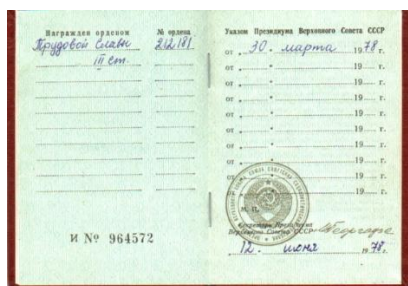 Награжден орденом № ордена
Трудовой Славы 212181
III ст.
И № 964572
Указом Президиума Верховного Совета СССР
от „ 30 “ марта 1978 г.
от „ “ 19 г.
от „ “ 19 г.
от „ “ 19 г.
от „ “ 19 г.
от „ “ 19 г.
от „ “ 19 г.
от „ “ 19 г.
от 19 г.
М. П.
Секретарь Президиума
Верховного Совета СССР
12. июня 1978.